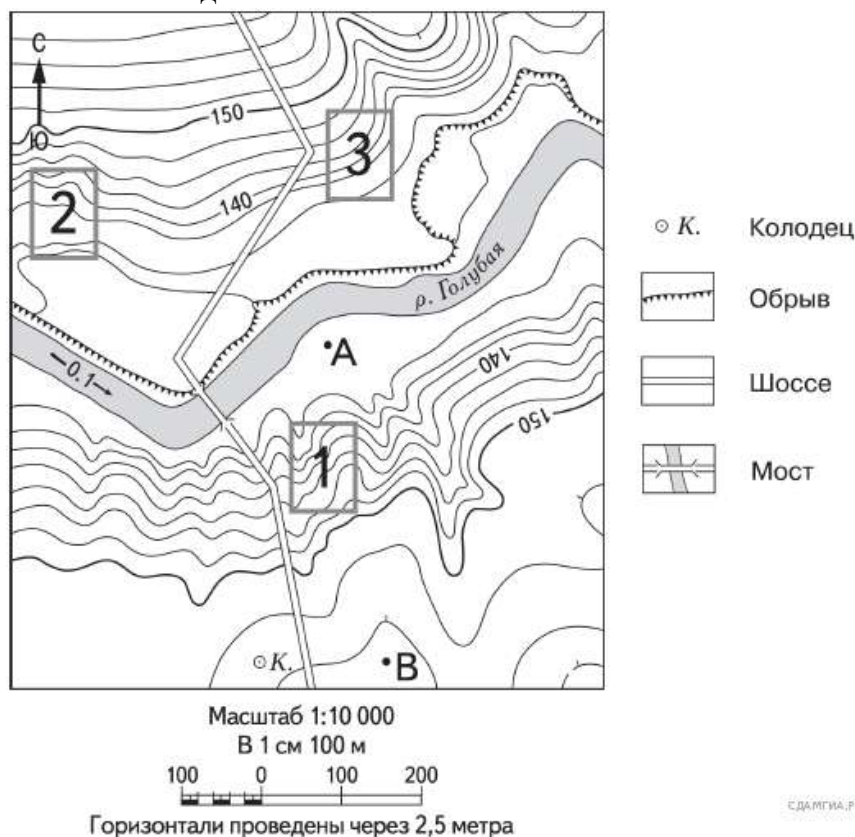 С
Ю
150
140
2
3
р. Голубая
А
0.1
140
150
1
К.
В
К. Колодец
Обрыв
Шоссе
Мост
Масштаб 1:10 000
В 1 см 100 м
100 0 100 200
Горизонтали проведены через 2,5 метра
СДАМГИА.Р